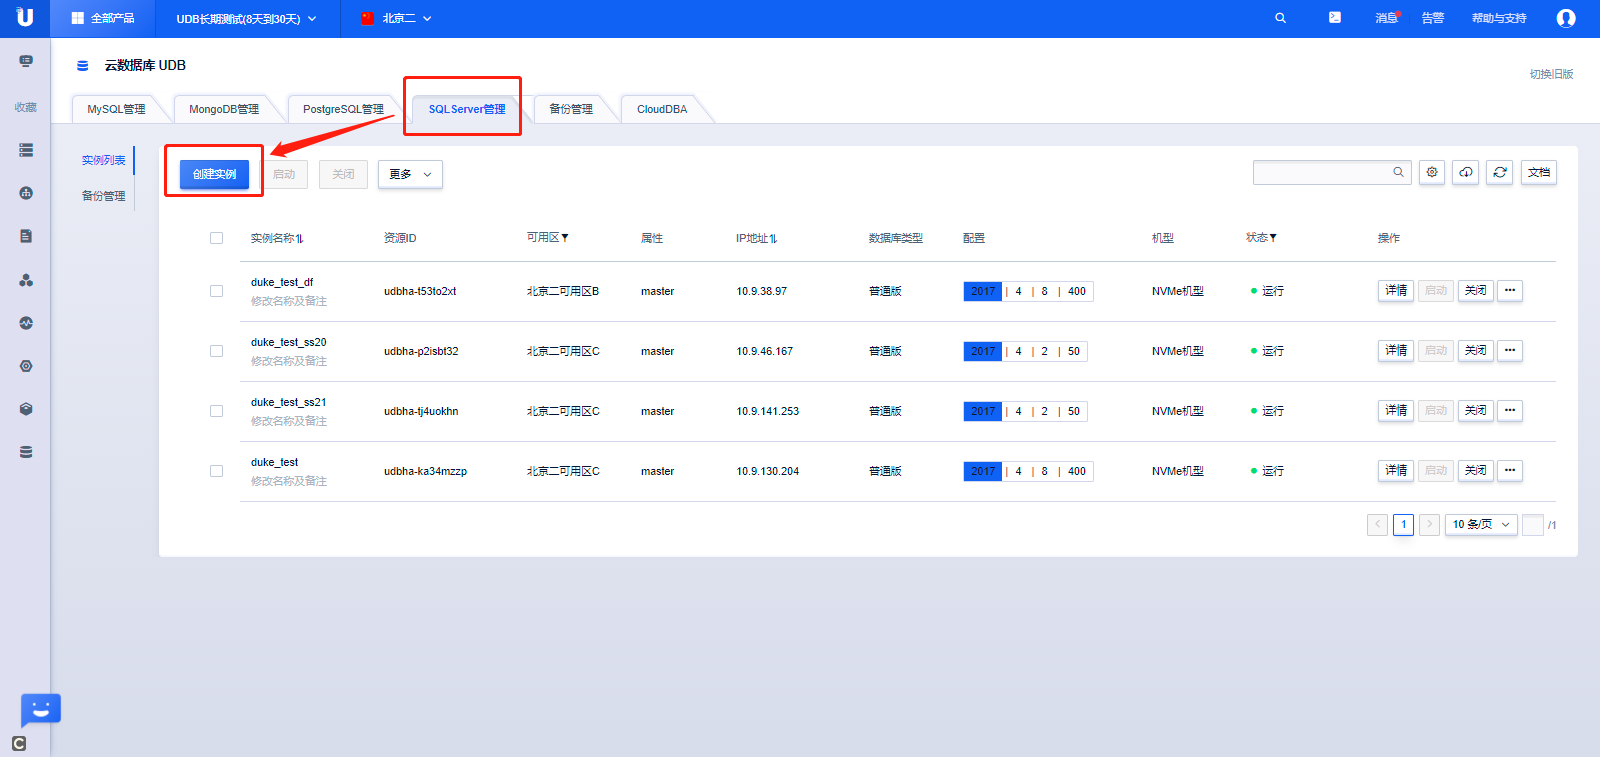 U 全部产品 UDB长期测试(8天到30天) 北京二 消息 告警 帮助与支持
云数据库 UDB
切换旧版
收藏
MySQL管理 MongoDB管理 PostgreSQL管理 SQLServer管理 备份管理 CloudDBA
实例列表
备份管理
创建实例 启动 关闭 更多 文档
实例名称 资源ID 可用区 属性 IP地址 数据库类型 配置 机型 状态 操作
duke_test_df
修改名称及备注
udbha-t53to2xt 北京二可用区B master 10.9.38.97 普通版 2017 | 4 | 8 | 400 NVMe机型 运行 详情 启动 关闭 •••
duke_test_ss20
修改名称及备注
udbha-p2isbt32 北京二可用区C master 10.9.46.167 普通版 2017 | 4 | 2 | 50 NVMe机型 运行 详情 启动 关闭 •••
duke_test_ss21
修改名称及备注
udbha-tj4uokhn 北京二可用区C master 10.9.141.253 普通版 2017 | 4 | 2 | 50 NVMe机型 运行 详情 启动 关闭 •••
duke_test
修改名称及备注
udbha-ka34mzzp 北京二可用区C master 10.9.130.204 普通版 2017 | 4 | 8 | 400 NVMe机型 运行 详情 启动 关闭 •••
1 10 条/页 /1
C